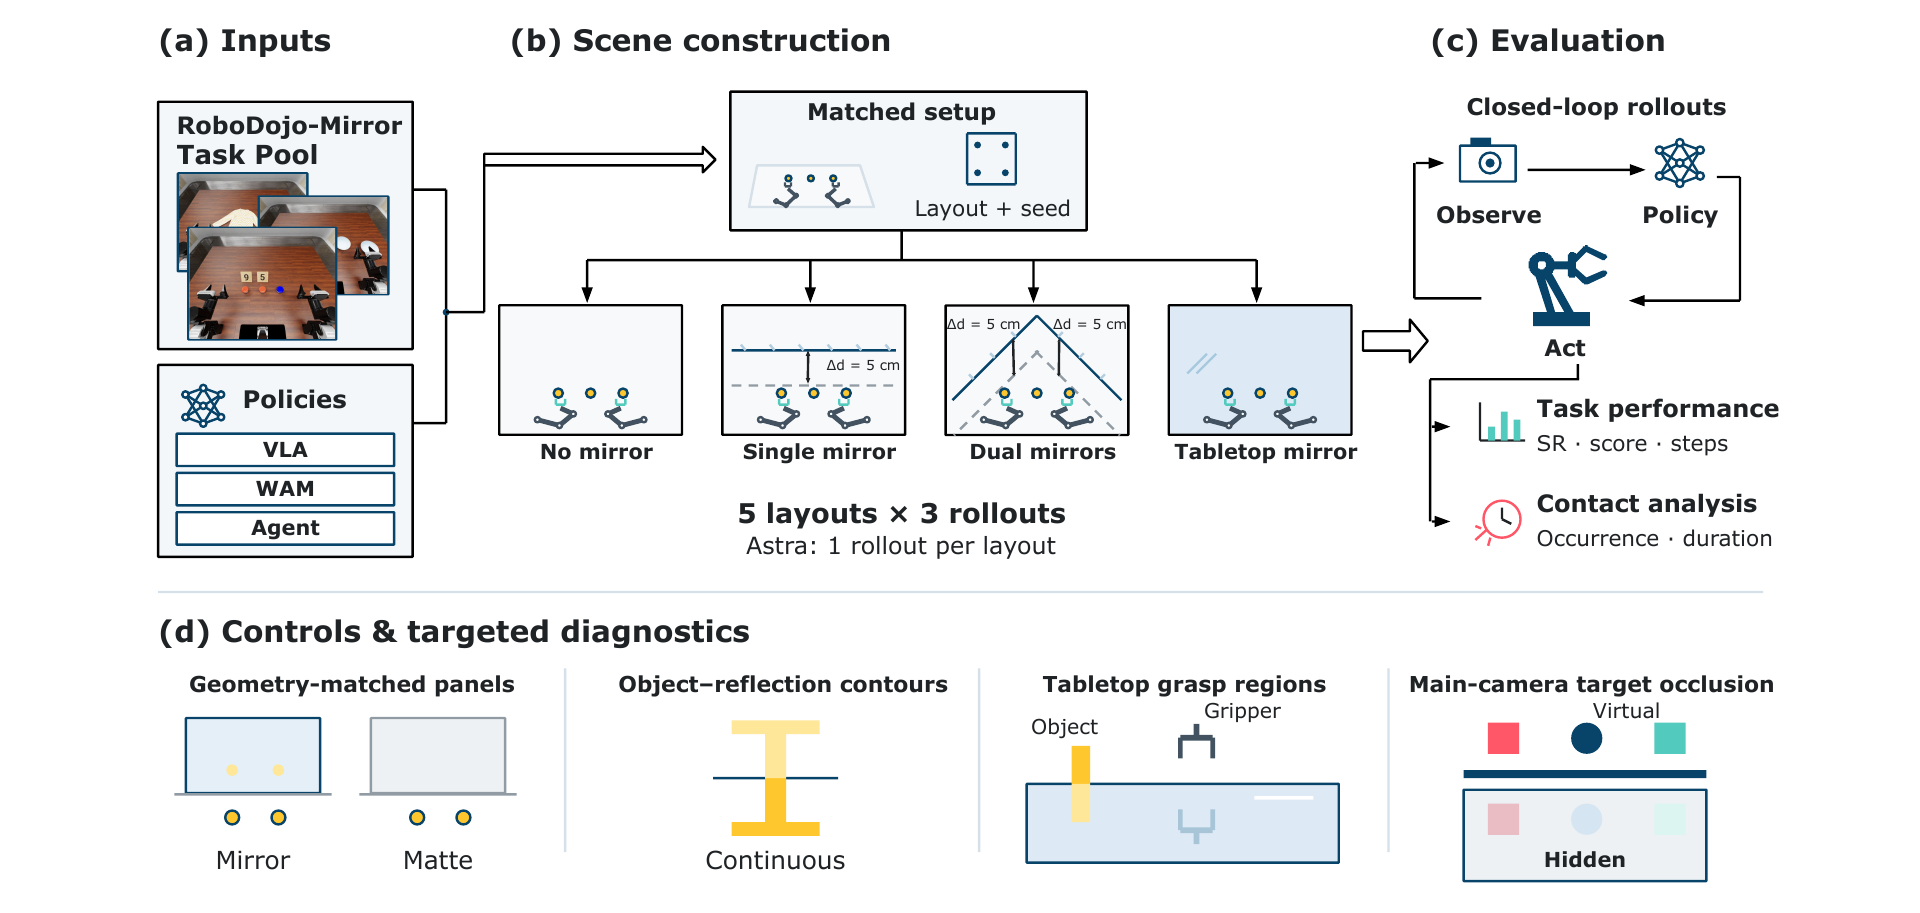 (a) Inputs
(b) Scene construction
(c) Evaluation
RoboDojo-Mirror
Task Pool
9 5
Policies
VLA
WAM
Agent
Matched setup
Layout + seed
Δd = 5 cm
Δd = 5 cm
Δd = 5 cm
No mirror
Single mirror
Dual mirrors
Tabletop mirror
5 layouts × 3 rollouts
Astra: 1 rollout per layout
Closed-loop rollouts
Observe
Policy
Act
Task performance
SR · score · steps
Contact analysis
Occurrence · duration
(d) Controls & targeted diagnostics
Geometry-matched panels
Mirror
Matte
Object–reflection contours
Continuous
Tabletop grasp regions
Object
Gripper
Main-camera target occlusion
Virtual
Hidden